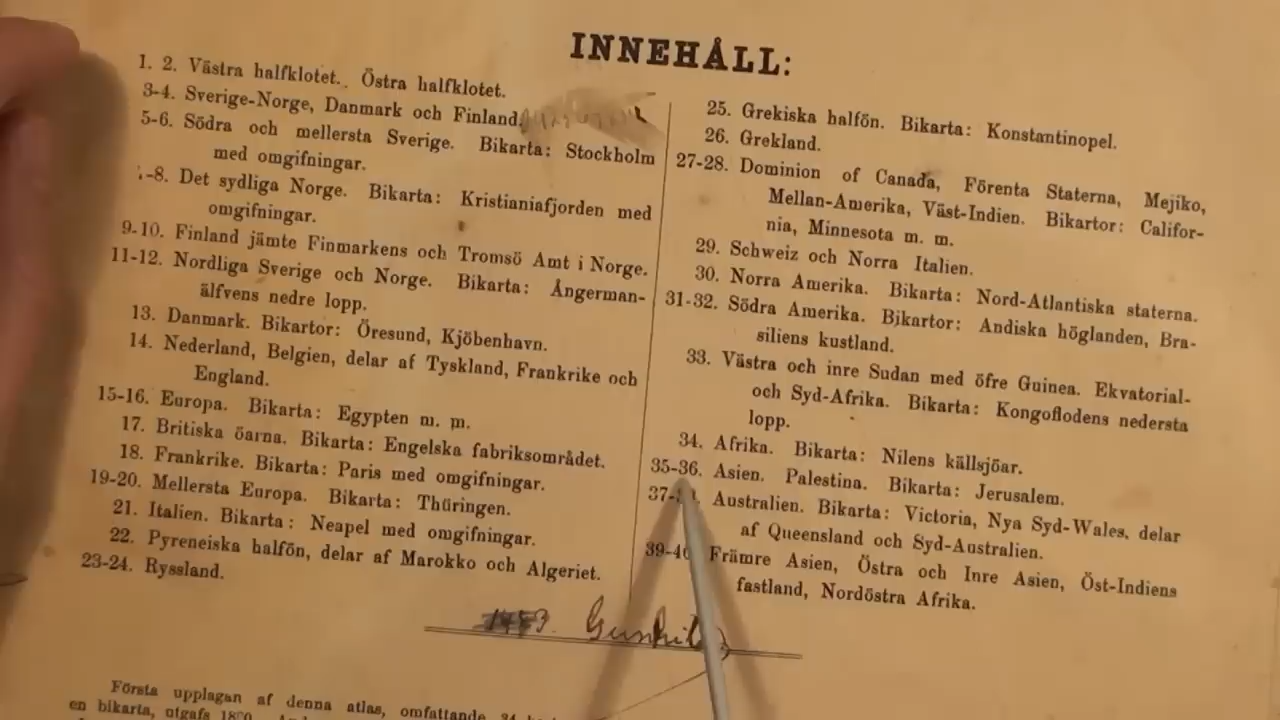 INNEHÅLL:
1. 2. Västra halfklotet. Östra halfklotet.
3-4. Sverige-Norge, Danmark och Finland.
5-6. Södra och mellersta Sverige. Bikarta: Stockholm
med omgifningar.
-8. Det sydliga Norge. Bikarta: Kristianiafjorden med
omgifningar.
9-10. Finland jämte Finmarkens och Tromsö Amt i Norge.
11-12. Nordliga Sverige och Norge. Bikarta: Ångerman-
älfvens nedre lopp.
13. Danmark. Bikartor: Öresund, Kjöbenhavn.
14. Nederland, Belgien, delar af Tyskland, Frankrike och
England.
15-16. Europa. Bikarta: Egypten m. m.
17. Britiska öarna. Bikarta: Engelska fabriksområdet.
18. Frankrike. Bikarta: Paris med omgifningar.
19-20. Mellersta Europa. Bikarta: Thüringen.
21. Italien. Bikarta: Neapel med omgifningar.
22. Pyreneiska halfön, delar af Marokko och Algeriet.
23-24. Ryssland.
25. Grekiska halfön. Bikarta: Konstantinopel.
26. Grekland.
27-28. Dominion of Canada, Förenta Staterna, Mejiko,
Mellan-Amerika, Väst-Indien. Bikartor: Califor-
nia, Minnesota m. m.
29. Schweiz och Norra Italien.
30. Norra Amerika. Bikarta: Nord-Atlantiska staterna.
31-32. Södra Amerika. Bikartor: Andiska höglanden, Bra-
siliens kustland.
33. Västra och inre Sudan med öfre Guinea. Ekvatorial-
och Syd-Afrika. Bikarta: Kongoflodens nedersta
lopp.
34. Afrika. Bikarta: Nilens källsjöar.
35-36. Asien. Palestina. Bikarta: Jerusalem.
Australien. Bikarta: Victoria, Nya Syd-Wales, delar
af Queensland och Syd-Australien.
39-40 Främre Asien, Östra och Inre Asien, Öst-Indiens
fastland, Nordöstra Afrika.
Första upplagan af denna atlas, omfattande
en bikarta, utgafs